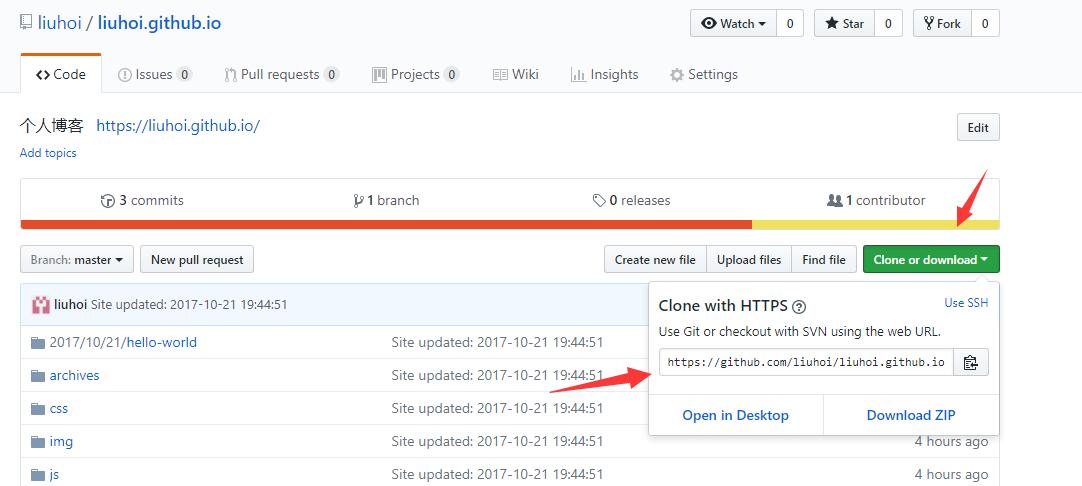 liuhoi / liuhoi.github.io
Watch 0 Star 0 Fork 0
Code Issues 0 Pull requests 0 Projects 0 Wiki Insights Settings
个人博客 https://liuhoi.github.io/
Edit
Add topics
3 commits 1 branch 0 releases 1 contributor
Branch: master New pull request Create new file Upload files Find file Clone or download
liuhoi Site updated: 2017-10-21 19:44:51
Clone with HTTPS ?
Use SSH
Use Git or checkout with SVN using the web URL.
https://github.com/liuhoi/liuhoi.github.io
Open in Desktop Download ZIP
2017/10/21/hello-world Site updated: 2017-10-21 19:44:51
archives Site updated: 2017-10-21 19:44:51
css Site updated: 2017-10-21 19:44:51
img Site updated: 2017-10-21 19:44:51 4 hours ago
js Site updated: 2017-10-21 19:44:51 4 hours ago